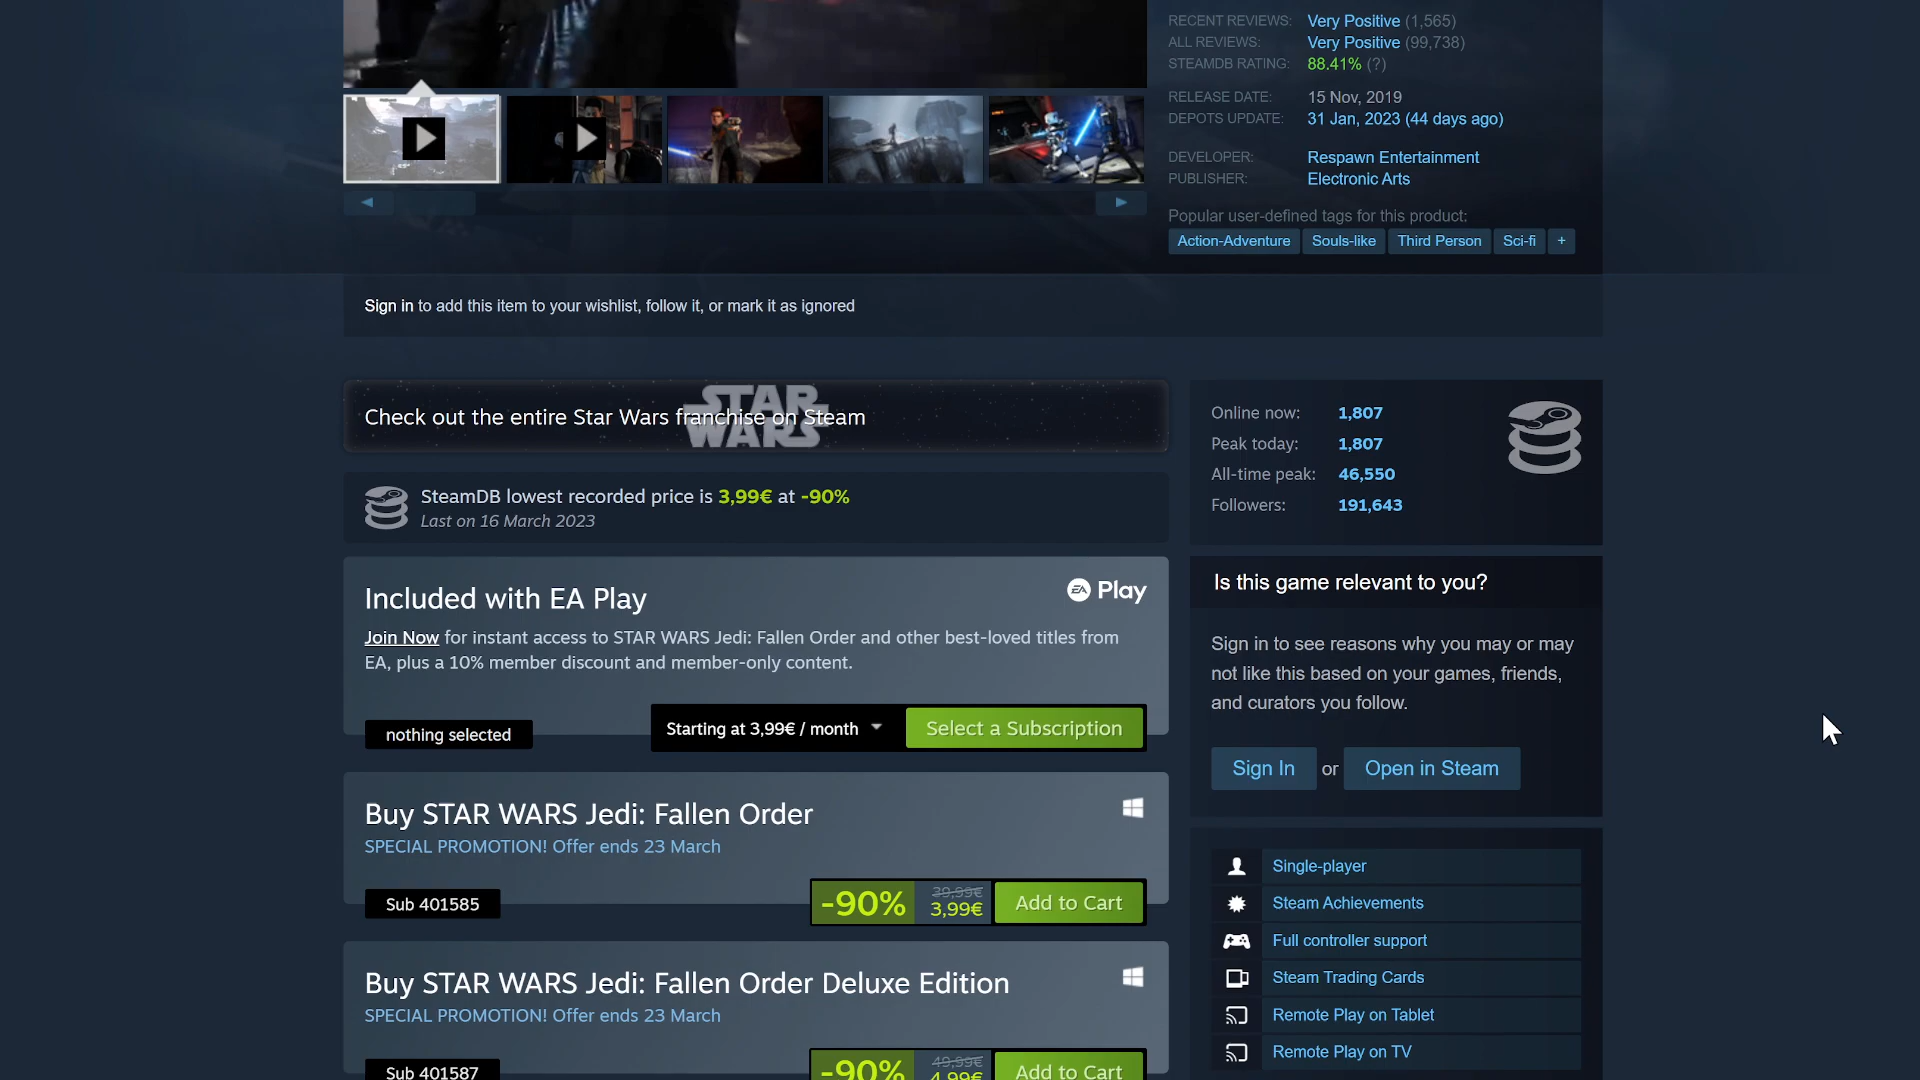 RECENT REVIEWS: Very Positive (1,565)
ALL REVIEWS: Very Positive (99,738)
STEAMDB RATING: 88.41% (?)
RELEASE DATE: 15 Nov, 2019
DEPOTS UPDATE: 31 Jan, 2023 (44 days ago)
DEVELOPER: Respawn Entertainment
PUBLISHER: Electronic Arts
Popular user-defined tags for this product:
Action-Adventure Souls-like Third Person Sci-fi +
Sign in to add this item to your wishlist, follow it, or mark it as ignored
STAR WARS
Check out the entire Star Wars franchise on Steam
SteamDB lowest recorded price is 3,99€ at -90%
Last on 16 March 2023
Included with EA Play
EA Play
Join Now for instant access to STAR WARS Jedi: Fallen Order and other best-loved titles from
EA, plus a 10% member discount and member-only content.
nothing selected
Starting at 3,99€ / month
Select a Subscription
Buy STAR WARS Jedi: Fallen Order
SPECIAL PROMOTION! Offer ends 23 March
Sub 401585
-90% 39,99€ 3,99€ Add to Cart
Buy STAR WARS Jedi: Fallen Order Deluxe Edition
SPECIAL PROMOTION! Offer ends 23 March
Sub 401587
-90% 49,99€ 4,99€ Add to Cart
Online now: 1,807
Peak today: 1,807
All-time peak: 46,550
Followers: 191,643
Is this game relevant to you?
Sign in to see reasons why you may or may
not like this based on your games, friends,
and curators you follow.
Sign In or Open in Steam
Single-player
Steam Achievements
Full controller support
Steam Trading Cards
Remote Play on Tablet
Remote Play on TV